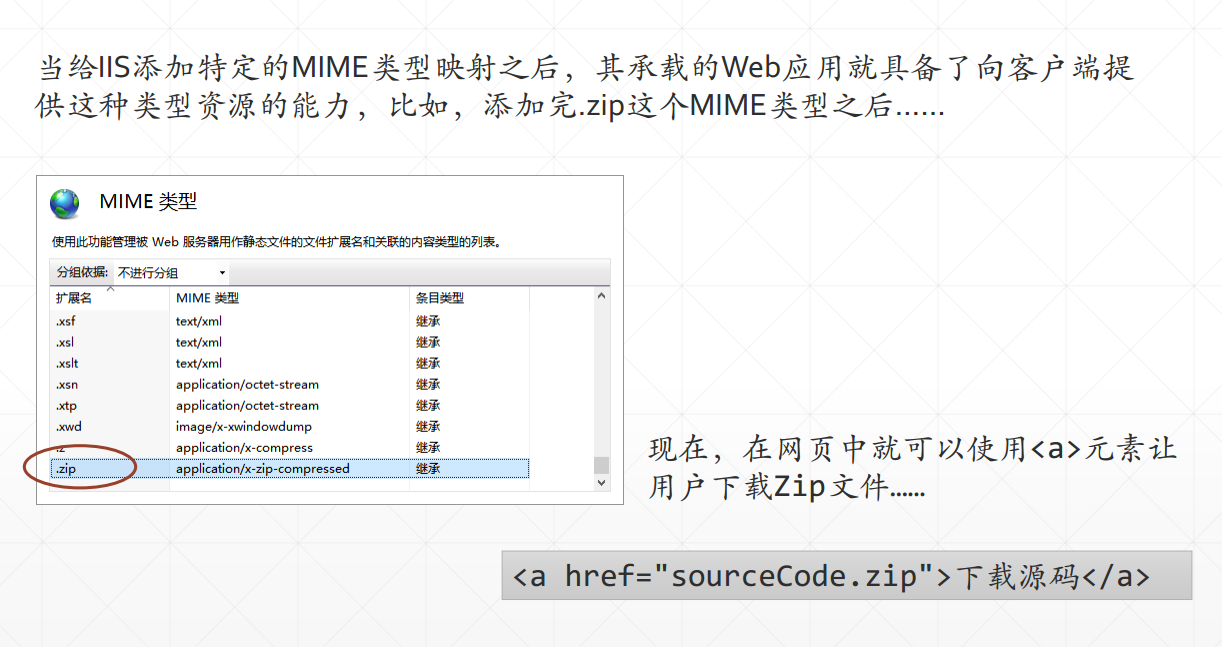 当给IIS添加特定的MIME类型映射之后，其承载的Web应用就具备了向客户端提
供这种类型资源的能力，比如，添加完.zip这个MIME类型之后……
MIME 类型
使用此功能管理被 Web 服务器用作静态文件的文件扩展名和关联的内容类型的列表。
分组依据: 不进行分组
扩展名 MIME 类型 条目类型
.xsf text/xml 继承
.xsl text/xml 继承
.xslt text/xml 继承
.xsn application/octet-stream 继承
.xtp application/octet-stream 继承
.xwd image/x-xwindowdump 继承
.z application/x-compress 继承
.zip application/x-zip-compressed 继承
现在，在网页中就可以使用<a>元素让
用户下载Zip文件……
<a href="sourceCode.zip">下载源码</a>